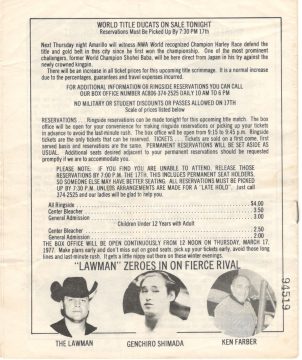 WORLD TITLE DUCATS ON SALE TONIGHT
Reservations Must Be Picked Up By 7:30 PM 17th
Next Thursday night Amarillo will witness NWA World recognized Champion Harley Race defend the
title and gold belt in this city for only the first time since he won the championship. One of his most prominent
challengers, former World Champion Shohei Baba, will be here direct from Japan in his try against the
newly crowned kingpin.
There will be an increase in all ticket prices for this upcoming title scrimmage. It is a normal increase
due to the percentages, guarantees and travel expenses incurred.
FOR ADDITIONAL INFORMATION OR RINGSIDE RESERVATIONS YOU CAN CALL
OUR BOX OFFICE NUMBER AC806 374-2525 DAILY 10 AM TO 6 PM
NO MILITARY or STUDENT DISCOUNTS OR PASSES ALLOWED ON 17TH
Scale of prices listed below
RESERVATIONS . . . Ringside reservations can be made tonight for this upcoming title match. The box
office will be open for your convenience for making ringside reservations or picking up your tickets
in advance to avoid the last-minute rush. The box office will be open from 9:15 to 9:45 p.m. Ringside
tickets are the only tickets that can be reserved. TICKETS . . . Tickets are sold on a first come, first
served basis and reservations are the same. PERMANENT RESERVATIONS WILL BE SET ASIDE AS
USUAL. Additional seats desired adjacent to your permanent reservations should be requested
promptly if we are to accommodate you.
PLEASE NOTE: IF YOU FIND YOU ARE UNABLE TO ATTEND, RELEASE THOSE
RESERVATIONS BY 7:00 P.M. THE 17TH. THIS INCLUDES PERMANENT SEAT HOLDERS,
SO SOMEONE ELSE MAY HAVE BETTER SEATING. ALL RESERVATIONS MUST BE PICKED
UP BY 7:30 P.M. UNLESS ARRANGEMENTS ARE MADE FOR A "LATE HOLD". Just call
374-2525 and our ladies will be glad to help you.
All Ringside $4.00
Center Bleacher 3.50
General Admission 3.00
Children Under 12 Years with Adult
Center Bleacher 2.50
General Admission 2.00
THE BOX OFFICE WILL BE OPEN CONTINUOUSLY FROM 12 NOON ON THURSDAY, MARCH 17,
1977. Make plans early and don't miss out on good seats. pick up your tickets early, avoid those long
lines and last-minute rush. It gets a little nippy out there on these winter evenings.
"LAWMAN" ZEROES IN ON FIERCE RIVAL
94519
THE LAWMAN
GENCHIRO SHIMADA
KEN FARBER